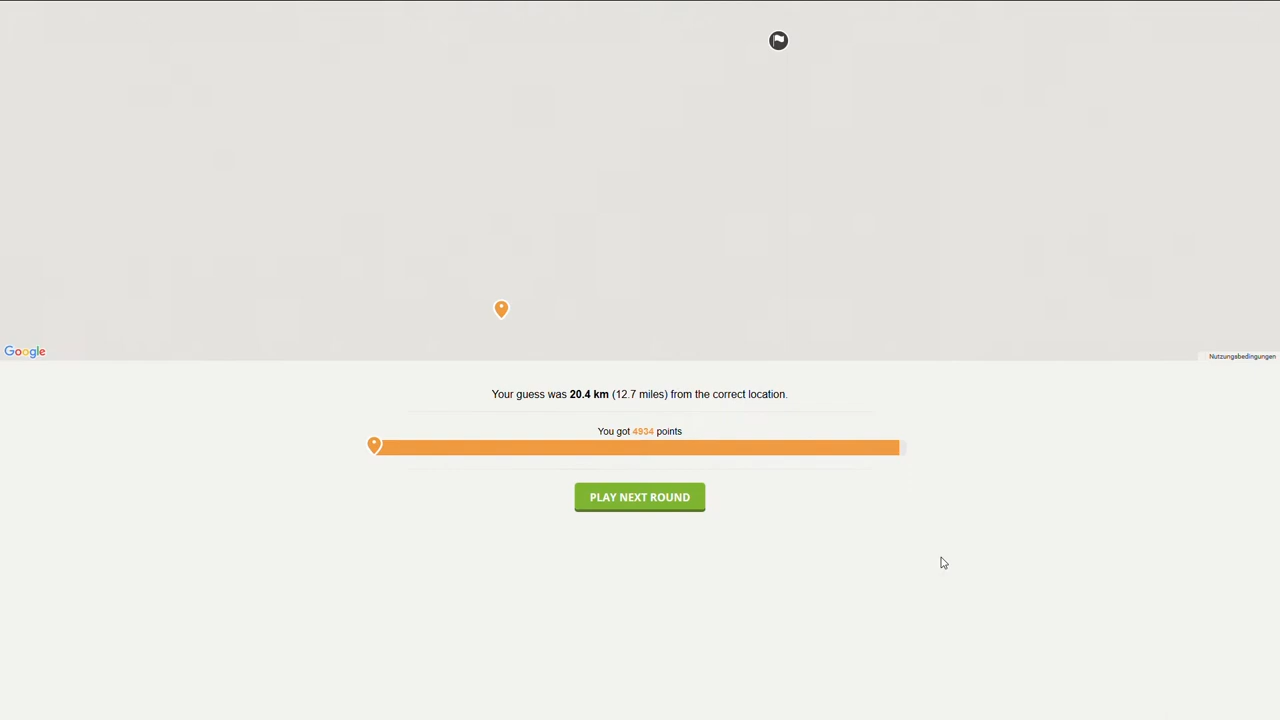 Google
Nutzungsbedingungen
Your guess was 20.4 km (12.7 miles) from the correct location.
You got 4934 points
PLAY NEXT ROUND